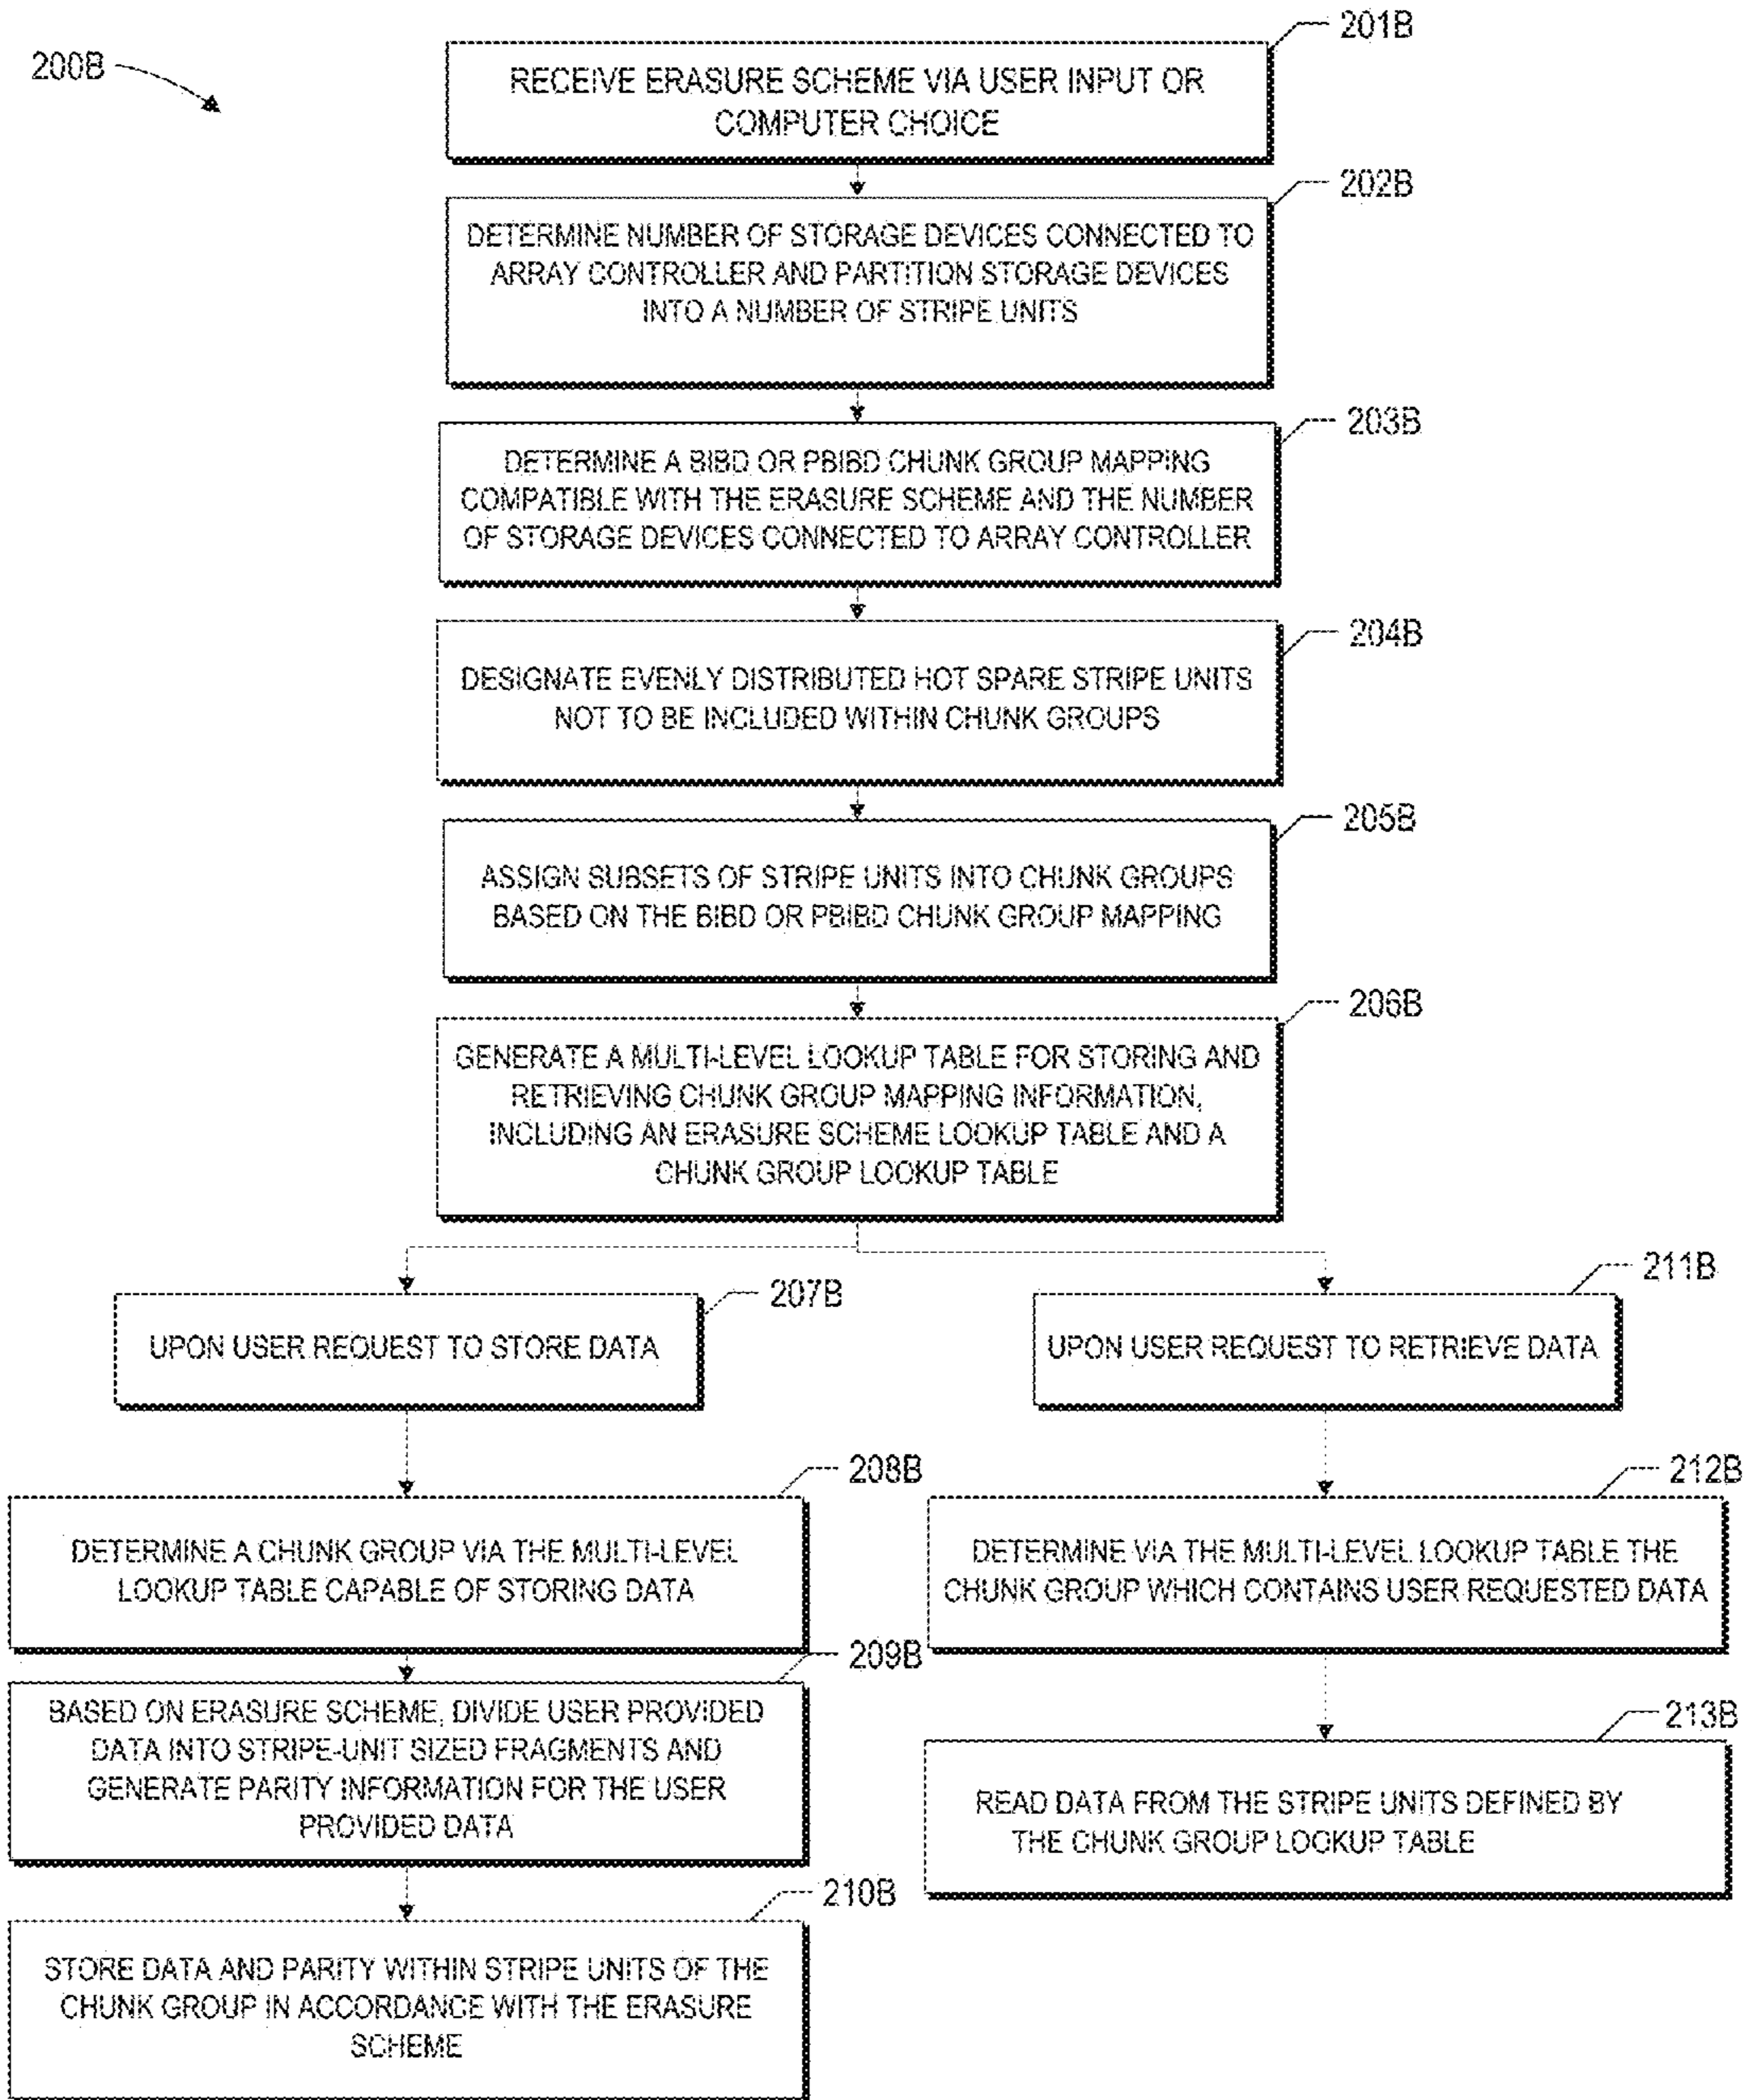 200B
201B
RECEIVE ERASURE SCHEME VIA USER INPUT OR
COMPUTER CHOICE
202B
DETERMINE NUMBER OF STORAGE DEVICES CONNECTED TO
ARRAY CONTROLLER AND PARTITION STORAGE DEVICES
INTO A NUMBER OF STRIPE UNITS
203B
DETERMINE A BIBD OR PBIBD CHUNK GROUP MAPPING
COMPATIBLE WITH THE ERASURE SCHEME AND THE NUMBER
OF STORAGE DEVICES CONNECTED TO ARRAY CONTROLLER
204B
DESIGNATE EVENLY DISTRIBUTED HOT SPARE STRIPE UNITS
NOT TO BE INCLUDED WITHIN CHUNK GROUPS
205B
ASSIGN SUBSETS OF STRIPE UNITS INTO CHUNK GROUPS
BASED ON THE BIBD OR PBIBD CHUNK GROUP MAPPING
206B
GENERATE A MULTI-LEVEL LOOKUP TABLE FOR STORING AND
RETRIEVING CHUNK GROUP MAPPING INFORMATION,
INCLUDING AN ERASURE SCHEME LOOKUP TABLE AND A
CHUNK GROUP LOOKUP TABLE
207B
UPON USER REQUEST TO STORE DATA
208B
DETERMINE A CHUNK GROUP VIA THE MULTI-LEVEL
LOOKUP TABLE CAPABLE OF STORING DATA
209B
BASED ON ERASURE SCHEME, DIVIDE USER PROVIDED
DATA INTO STRIPE-UNIT SIZED FRAGMENTS AND
GENERATE PARITY INFORMATION FOR THE USER
PROVIDED DATA
210B
STORE DATA AND PARITY WITHIN STRIPE UNITS OF THE
CHUNK GROUP IN ACCORDANCE WITH THE ERASURE
SCHEME
211B
UPON USER REQUEST TO RETRIEVE DATA
212B
DETERMINE VIA THE MULTI-LEVEL LOOKUP TABLE THE
CHUNK GROUP WHICH CONTAINS USER REQUESTED DATA
213B
READ DATA FROM THE STRIPE UNITS DEFINED BY
THE CHUNK GROUP LOOKUP TABLE